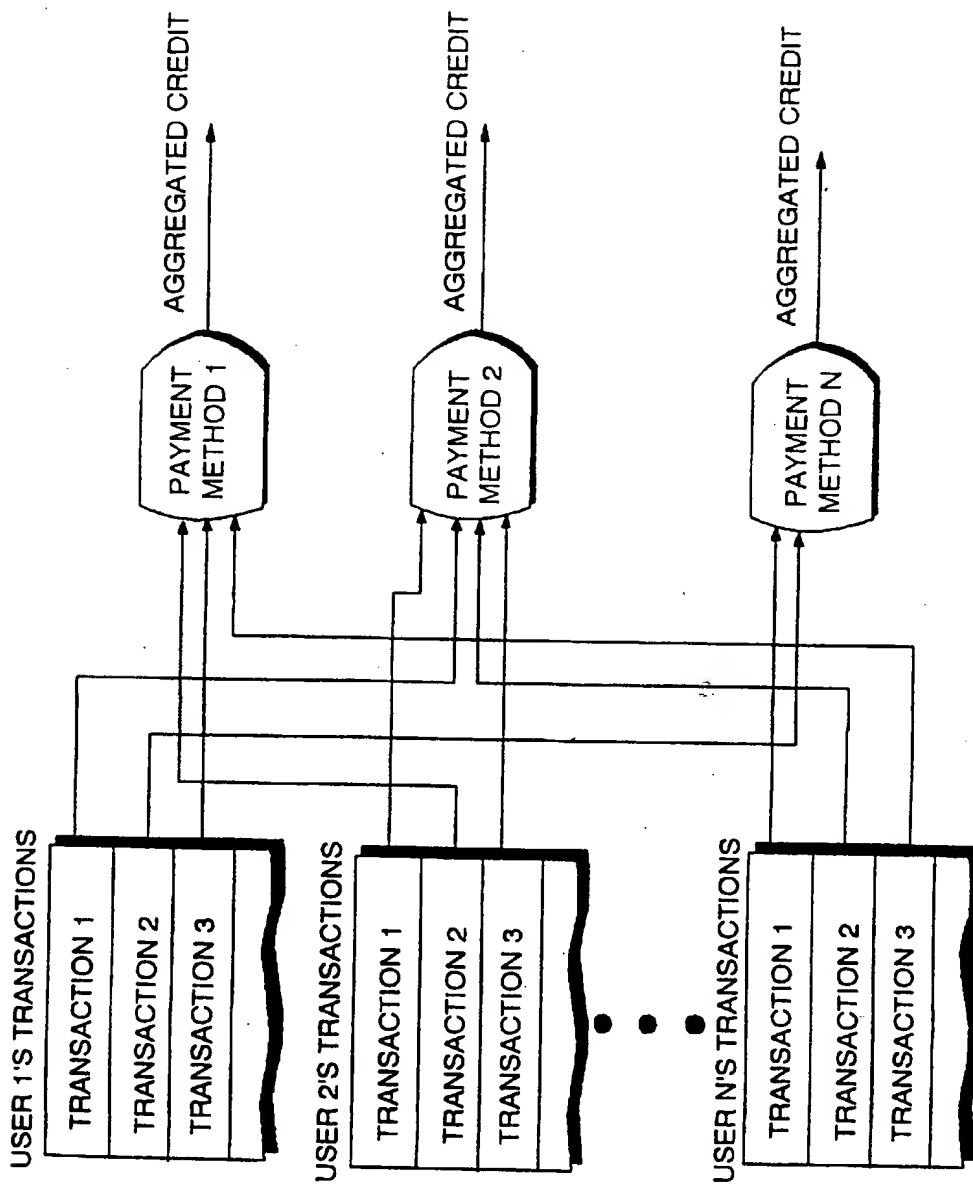 USER 1'S TRANSACTIONS
TRANSACTION 1
TRANSACTION 2
TRANSACTION 3
USER 2'S TRANSACTIONS
TRANSACTION 1
TRANSACTION 2
TRANSACTION 3
USER N'S TRANSACTIONS
TRANSACTION 1
TRANSACTION 2
TRANSACTION 3
PAYMENT
METHOD 1
AGGREGATED CREDIT
PAYMENT
METHOD 2
AGGREGATED CREDIT
PAYMENT
METHOD N
AGGREGATED CREDIT